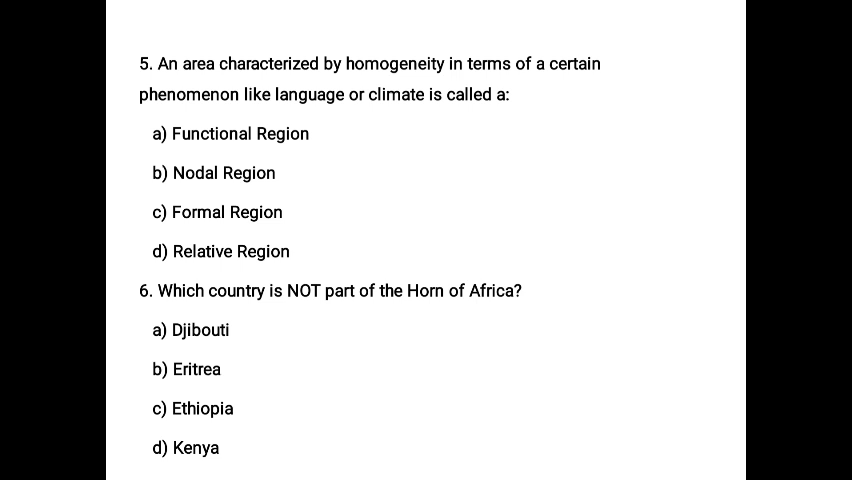 5. An area characterized by homogeneity in terms of a certain
phenomenon like language or climate is called a:
a) Functional Region
b) Nodal Region
c) Formal Region
d) Relative Region
6. Which country is NOT part of the Horn of Africa?
a) Djibouti
b) Eritrea
c) Ethiopia
d) Kenya